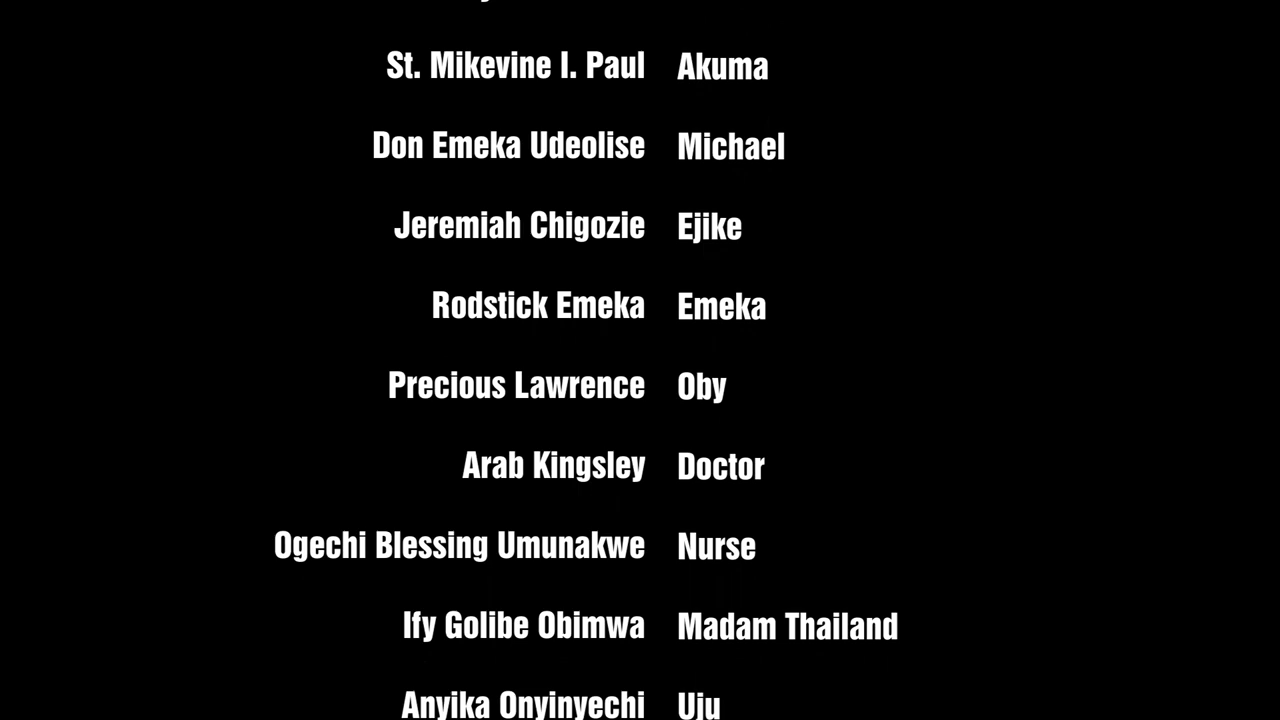 St. Mikevine I. Paul Akuma
Don Emeka Udeolise Michael
Jeremiah Chigozie Ejike
Rodstick Emeka Emeka
Precious Lawrence Oby
Arab Kingsley Doctor
Ogechi Blessing Umunakwe Nurse
Ify Golibe Obimwa Madam Thailand
Anyika Onyinyechi Uju